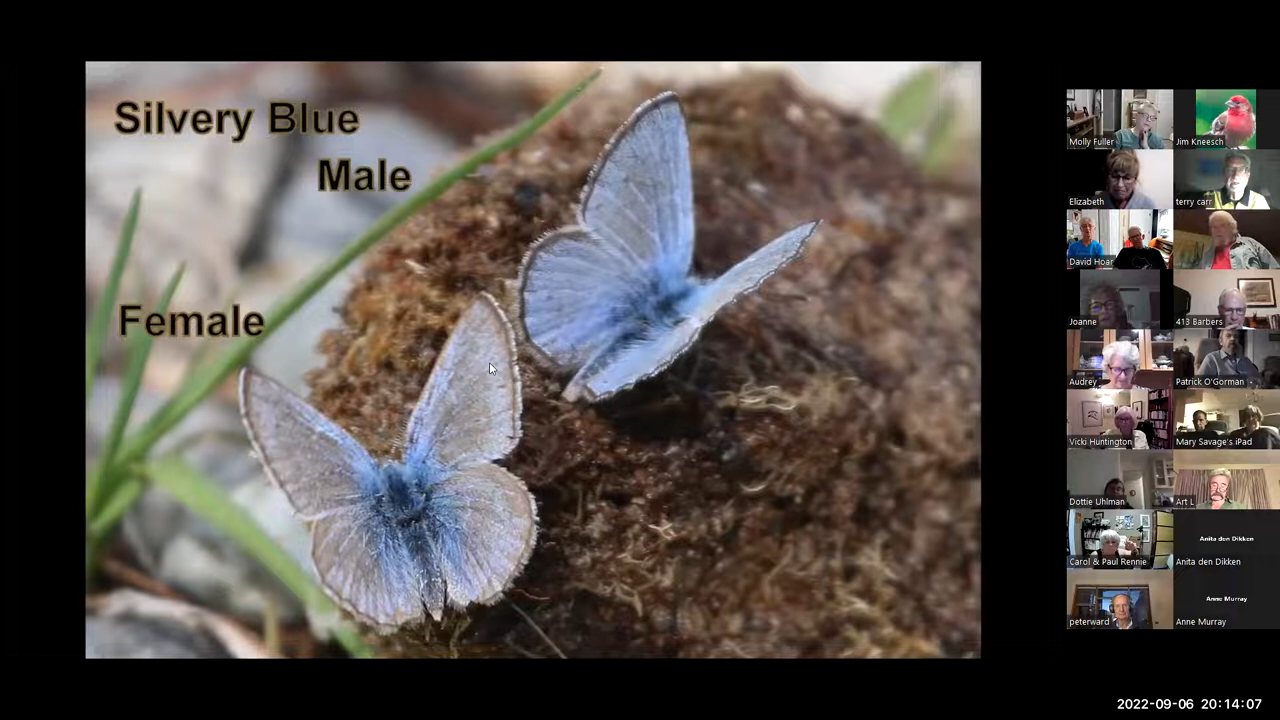 Silvery Blue
Male
Female
Molly Fuller
Jim Kneesch
Elizabeth
terry carr
David Hoar
Joanne
413 Barbers
Audrey
Patrick O'Gorman
Vicki Huntington
Mary Savage's iPad
Dottie Uhlman
Art L
Carol & Paul Rennie
Anita den Dikken
Anita den Dikken
peterward
Anne Murray
Anne Murray
2022-09-06 20:14:07